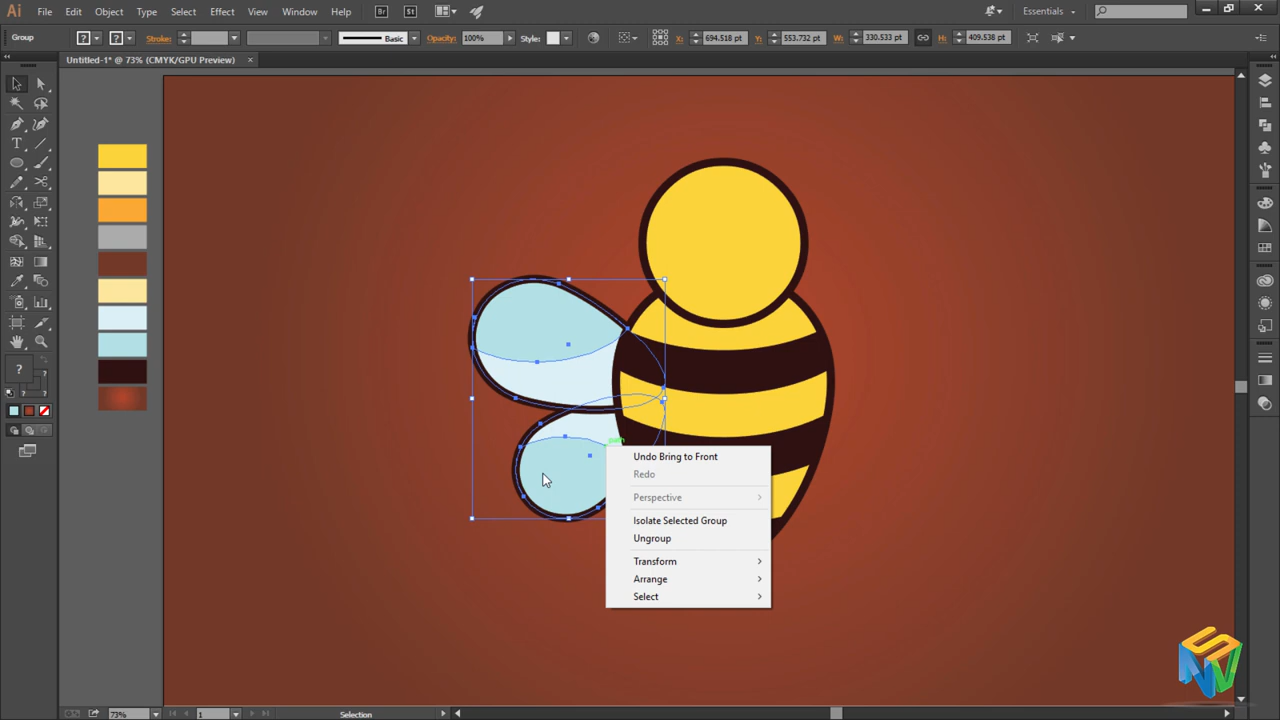 Ai File Edit Object Type Select Effect View Window Help Br St Essentials
Group ? ? Stroke: Basic Opacity: 100% Style: X: 694.518 pt Y: 553.732 pt W: 330.533 pt H: 409.538 pt
Untitled-1* @ 73% (CMYK/GPU Preview) ×
T
path
Undo Bring to Front
Redo
Perspective
Isolate Selected Group
Ungroup
Transform
Arrange
Select
?
?
? ?
73% 1 Selection